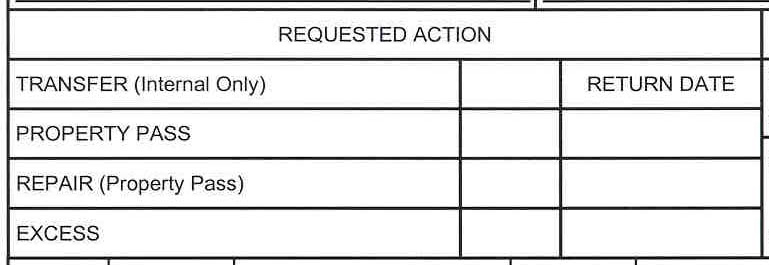 REQUESTED ACTION
TRANSFER (Internal Only) RETURN DATE
PROPERTY PASS
REPAIR (Property Pass)
EXCESS